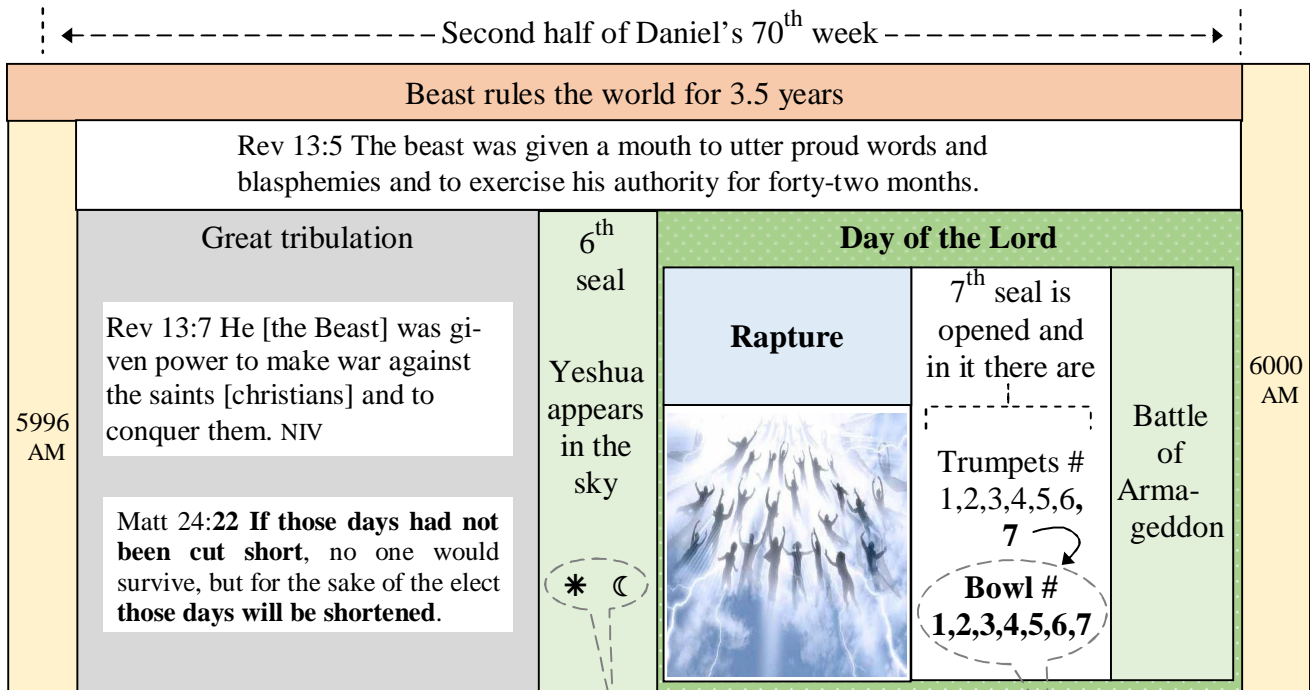 Second half of Daniel's 70th week
Beast rules the world for 3.5 years
Rev 13:5 The beast was given a mouth to utter proud words and
blasphemies and to exercise his authority for forty-two months.
5996
AM
Great tribulation
Rev 13:7 He [the Beast] was gi-
ven power to make war against
the saints [christians] and to
conquer them. NIV
Matt 24:22 If those days had not
been cut short, no one would
survive, but for the sake of the elect
those days will be shortened.
6th
seal
Yeshua
appears
in the
sky
Day of the Lord
Rapture
7th seal is
opened and
in it there are
Trumpets #
1,2,3,4,5,6,
7
Bowl #
1,2,3,4,5,6,7
Battle
of
Arma-
geddon
6000
AM